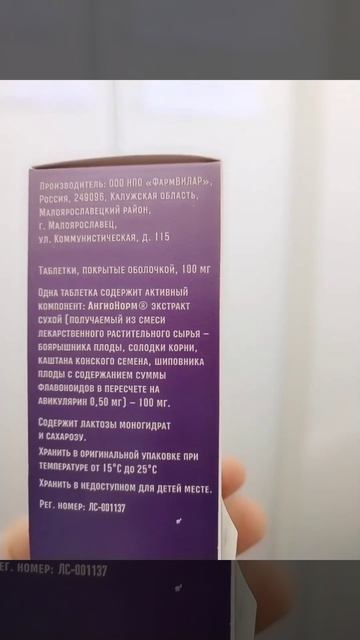 Производитель: ООО НПО «ФармВИЛАР»,
Россия, 249096, Калужская область,
Малоярославецкий район,
г. Малоярославец,
ул. Коммунистическая, д. 115
Таблетки, покрытые оболочкой, 100 мг
Одна таблетка содержит активный
компонент: АнгиоНорм® экстракт
сухой (получаемый из смеси
лекарственного растительного сырья –
боярышника плоды, солодки корни,
каштана конского семена, шиповника
плоды с содержанием суммы
флавоноидов в пересчете на
авикулярин 0,50 мг) – 100 мг.
Содержит лактозы моногидрат
и сахарозу.
Хранить в оригинальной упаковке при
температуре от 15°С до 25°С
Хранить в недоступном для детей месте.
Рег. номер: ЛС-001137
ег. номер: ЛС-001137